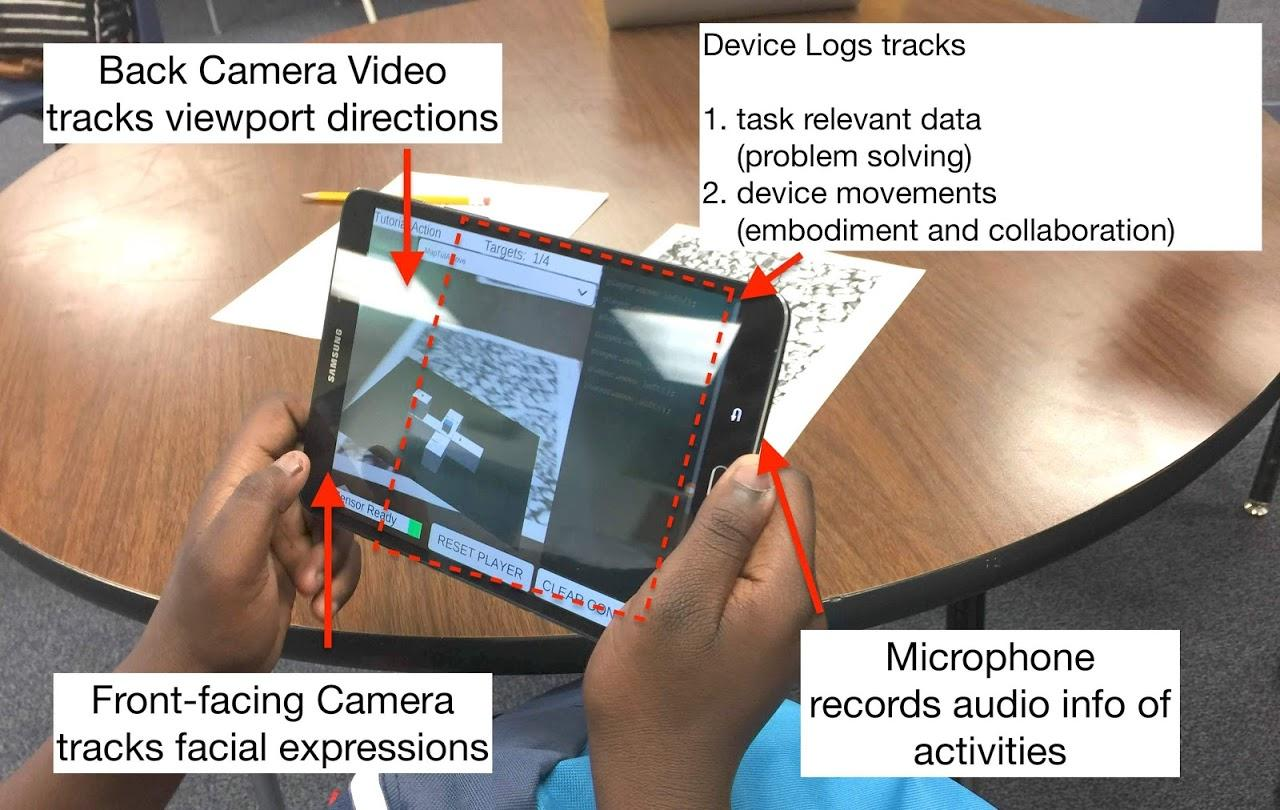 Back Camera Video
tracks viewport directions
Device Logs tracks
1. task relevant data
(problem solving)
2. device movements
(embodiment and collaboration)
Tutorial Action
Targets: 1/4
SAMSUNG
Sensor Ready
RESET PLAYER
CLEAR CON
Front-facing Camera
tracks facial expressions
Microphone
records audio info of
activities